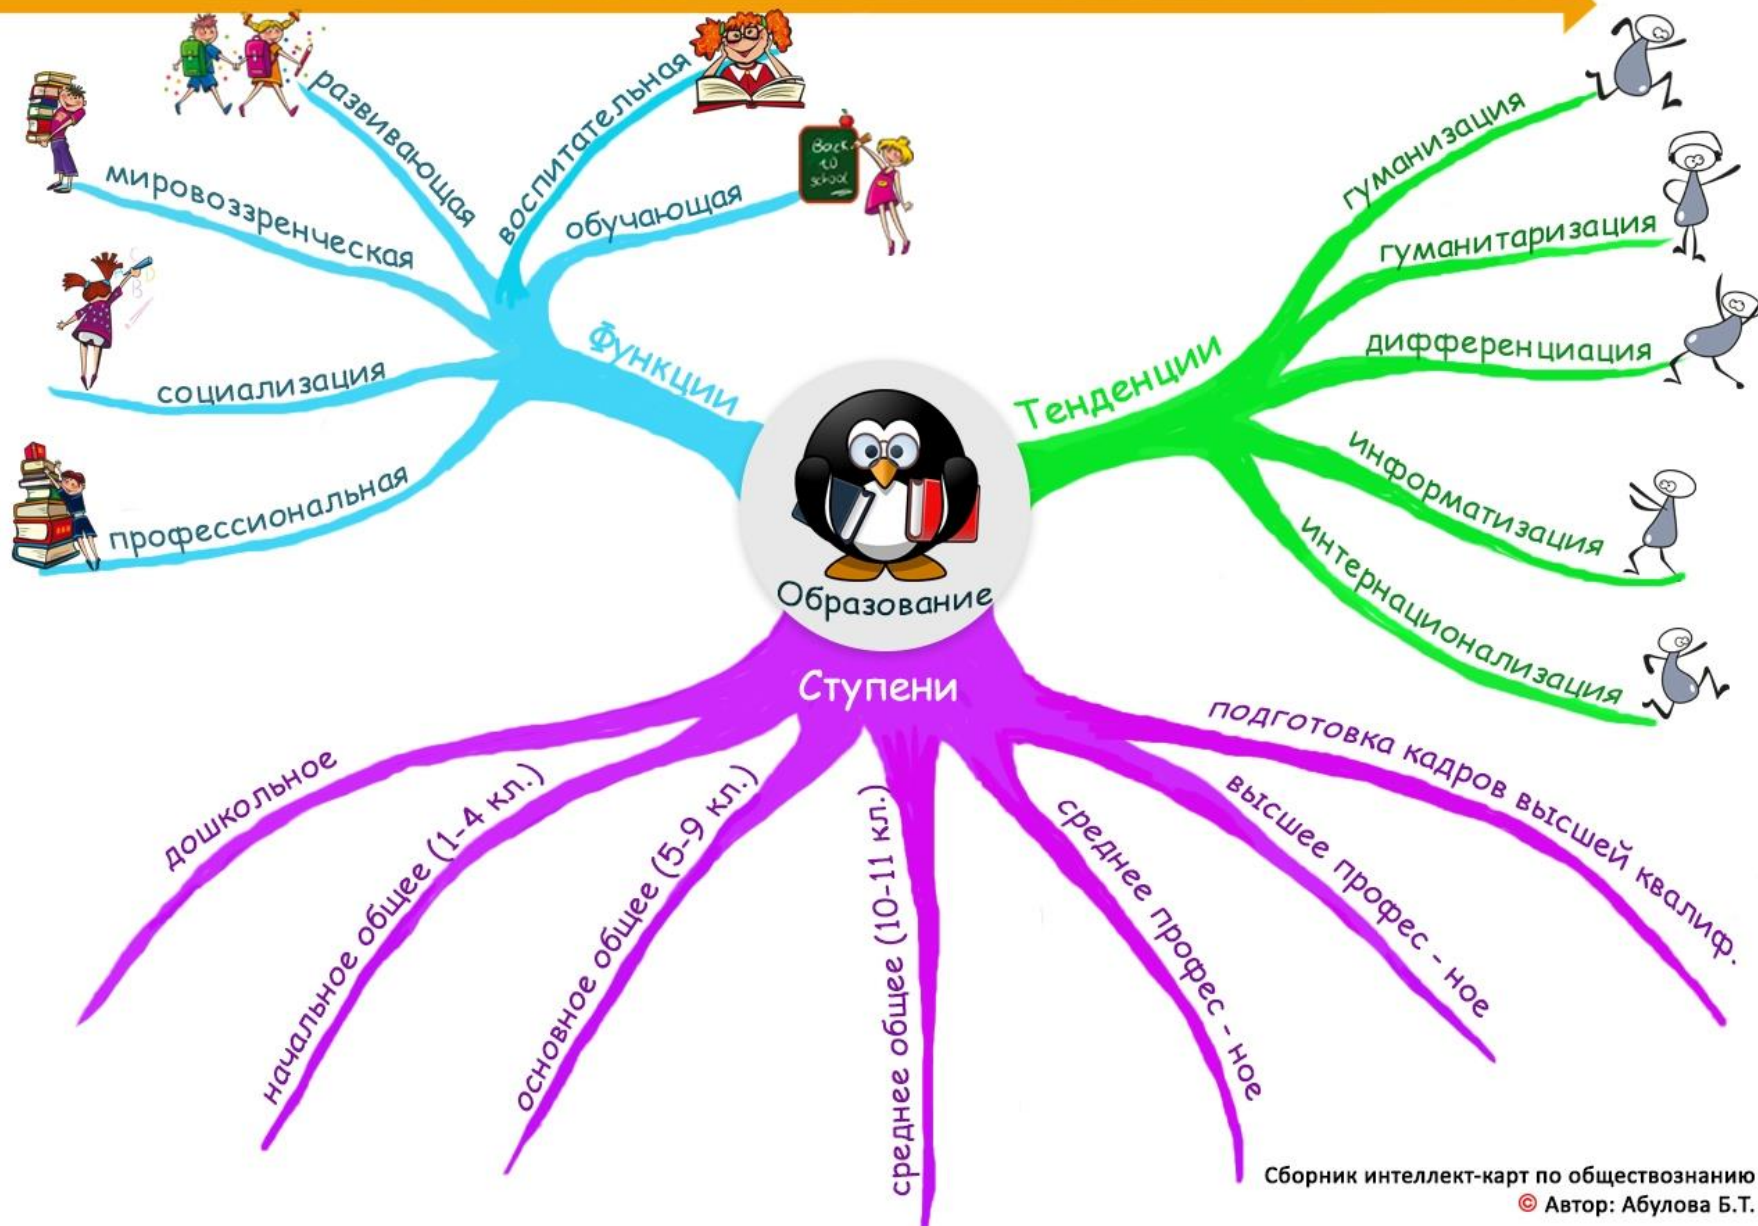 развивающая
воспитательная
мировоззренческая
обучающая
социализация
профессиональная
Функции
Back
to
school
Тенденции
гуманизация
гуманитаризация
дифференциация
информатизация
интернационализация
Образование
Ступени
дошкольное
начальное общее (1-4 кл.)
основное общее (5-9 кл.)
среднее общее (10-11 кл.)
среднее профес - ное
высшее профес - ное
подготовка кадров высшей квалиф.
Сборник интеллект-карт по обществознанию
© Автор: Абулова Б.Т.